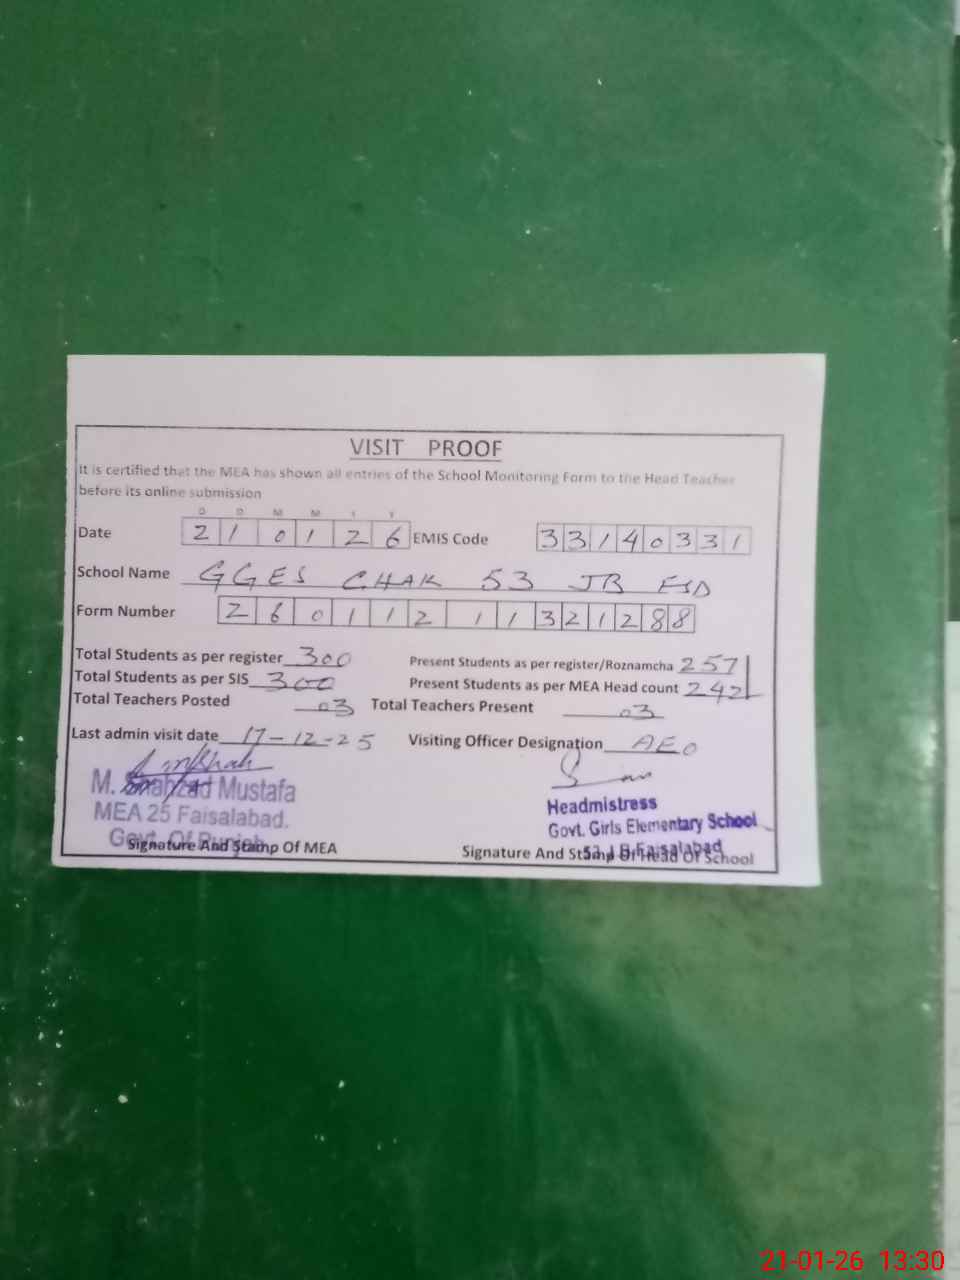 VISIT PROOF
It is certified that the MEA has shown all entries of the School Monitoring Form to the Head Teacher
before its online submission
D D M M Y Y
Date 2 1 0 1 2 6 EMIS Code 3 3 1 4 0 3 3 1
School Name GGES CHAK 53 JB FSD
Form Number 2 6 0 1 1 2 1 1 3 2 1 2 8 8
Total Students as per register 300 Present Students as per register/Roznamcha 257
Total Students as per SIS 300 Present Students as per MEA Head count 242
Total Teachers Posted 03 Total Teachers Present 03
Last admin visit date 17-12-25 Visiting Officer Designation AEO
M. Shahzad Mustafa
MEA 25 Faisalabad.
Govt. Of Punjab
Signature And Stamp Of MEA
Headmistress
Govt. Girls Elementary School
53 J.B Faisalabad
Signature And Stamp Of Head Of School
21-01-26 13:30